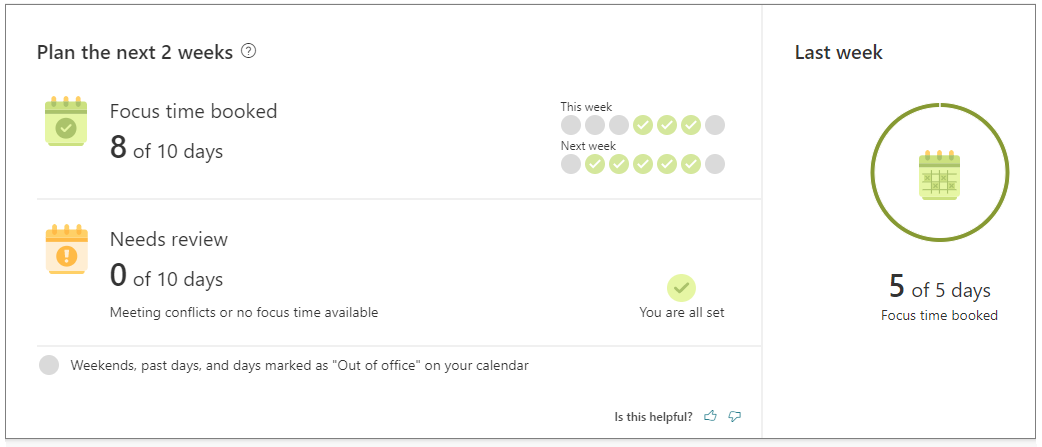 Plan the next 2 weeks ?
Focus time booked
8 of 10 days
This week
Next week
Needs review
0 of 10 days
Meeting conflicts or no focus time available
You are all set
Weekends, past days, and days marked as "Out of office" on your calendar
Is this helpful?
Last week
5 of 5 days
Focus time booked